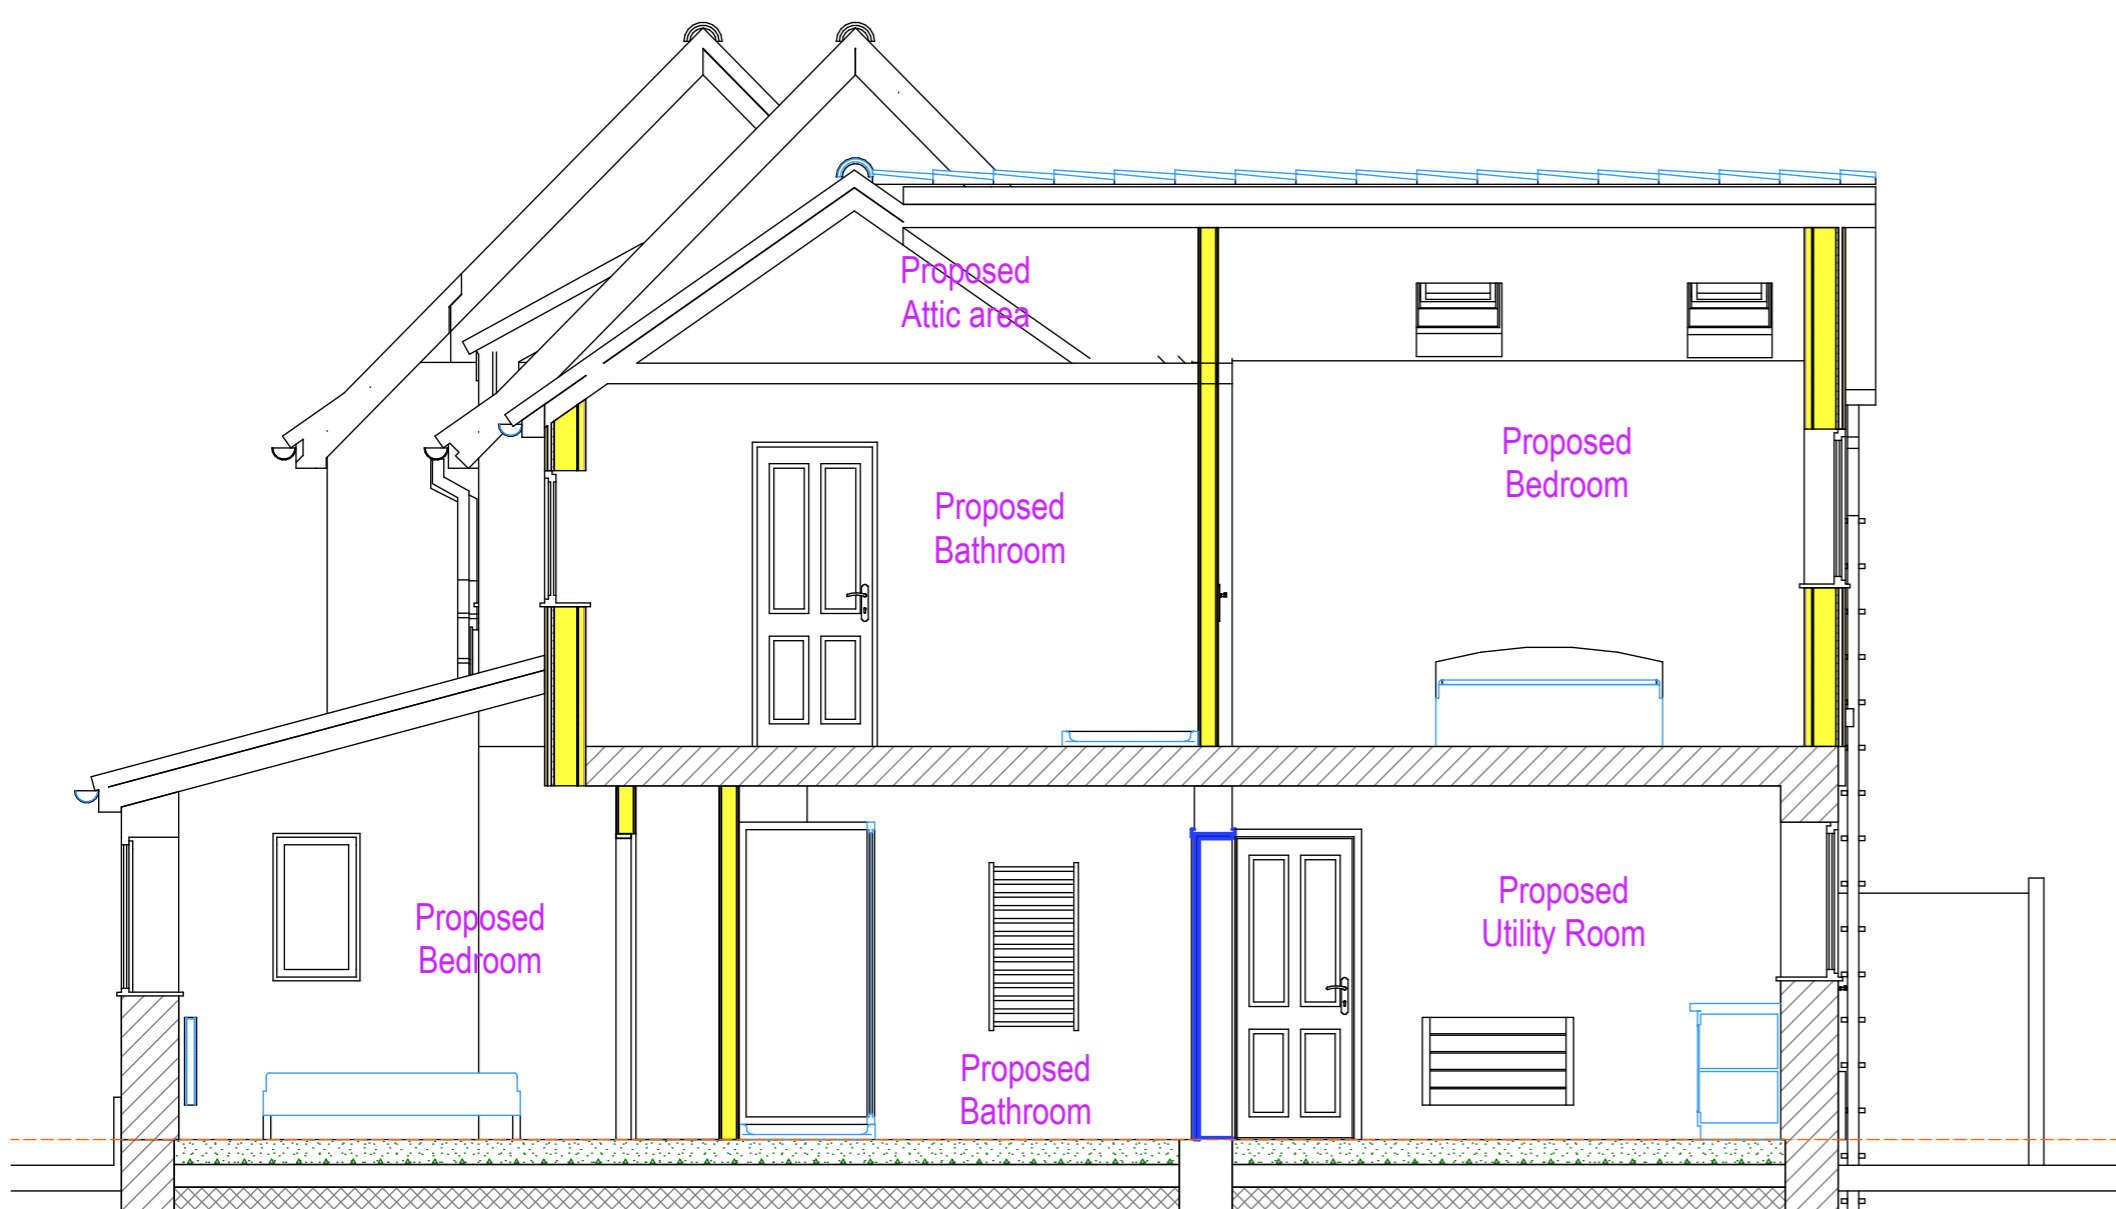 Proposed
Attic area
Proposed
Bedroom
Proposed
Bathroom
Proposed
Utility Room
Proposed
Bedroom
Proposed
Bathroom